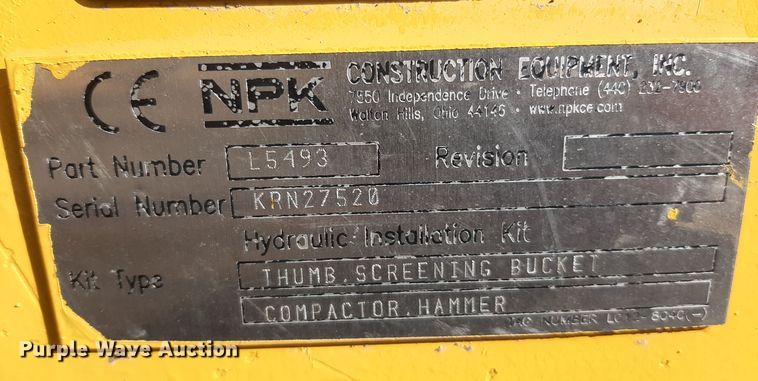 CE NPK CONSTRUCTION EQUIPMENT, INC.
7550 Independence Drive • Telephone (440) 232-7900
Walton Hills, Ohio 44146 • www.npkce.com
Part Number L5493 Revision
Serial Number KRN27520
Hydraulic Installation Kit
Kit Type THUMB.SCREENING BUCKET
COMPACTOR.HAMMER
NUMBER
Purple Wave Auction